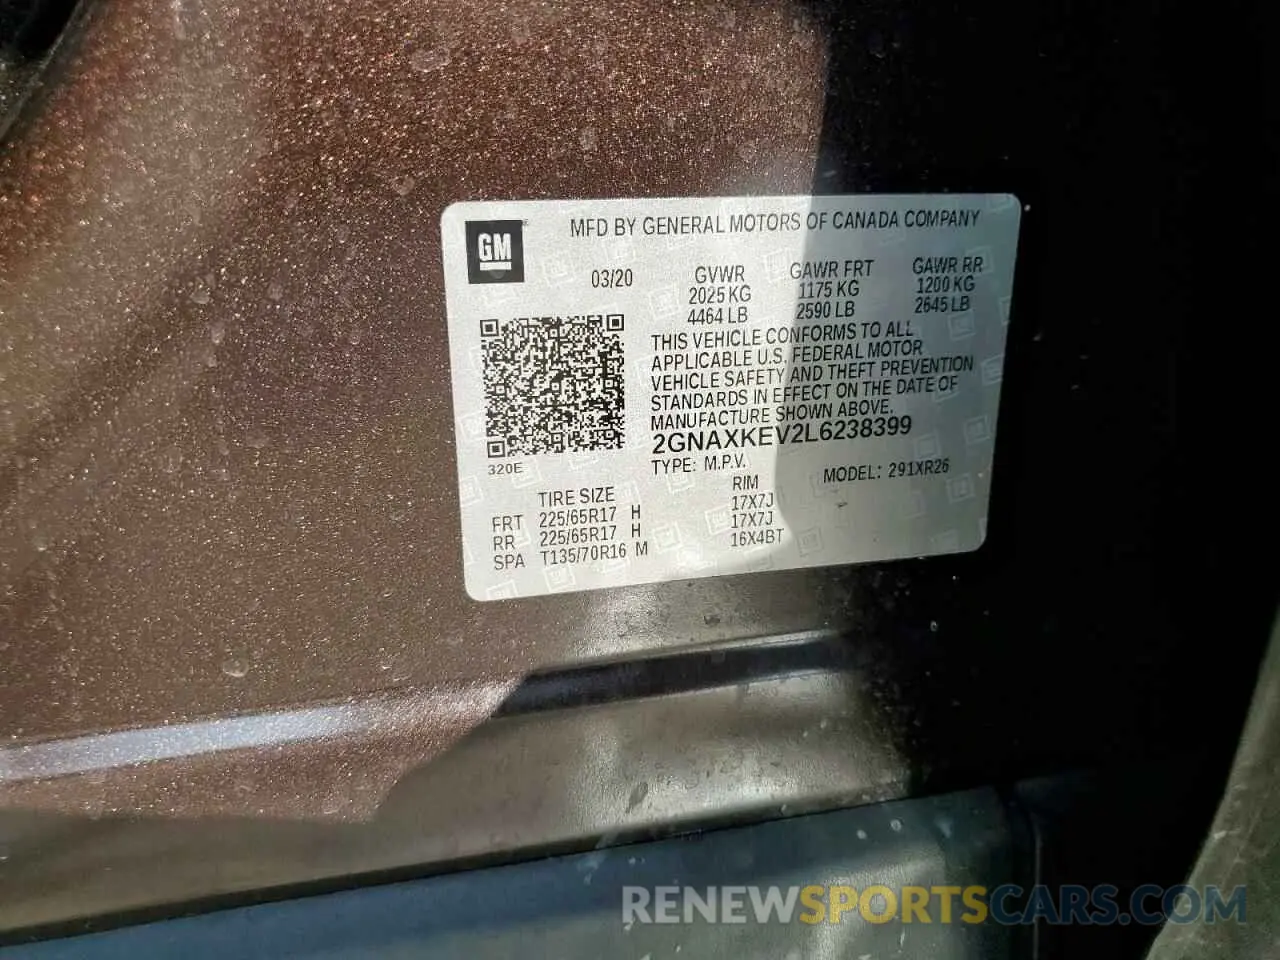 GM
MFD BY GENERAL MOTORS OF CANADA COMPANY
03/20 GVWR GAWR FRT GAWR RR
2025 KG 1175 KG 1200 KG
4464 LB 2590 LB 2645 LB
THIS VEHICLE CONFORMS TO ALL
APPLICABLE U.S. FEDERAL MOTOR
VEHICLE SAFETY AND THEFT PREVENTION
STANDARDS IN EFFECT ON THE DATE OF
MANUFACTURE SHOWN ABOVE.
2GNAXKEV2L6238399
320E
TYPE: M.P.V. MODEL: 291XR26
TIRE SIZE RIM
FRT 225/65R17 H 17X7J
RR 225/65R17 H 17X7J
SPA T135/70R16 M 16X4BT
RENEWSPORTSCARS.COM